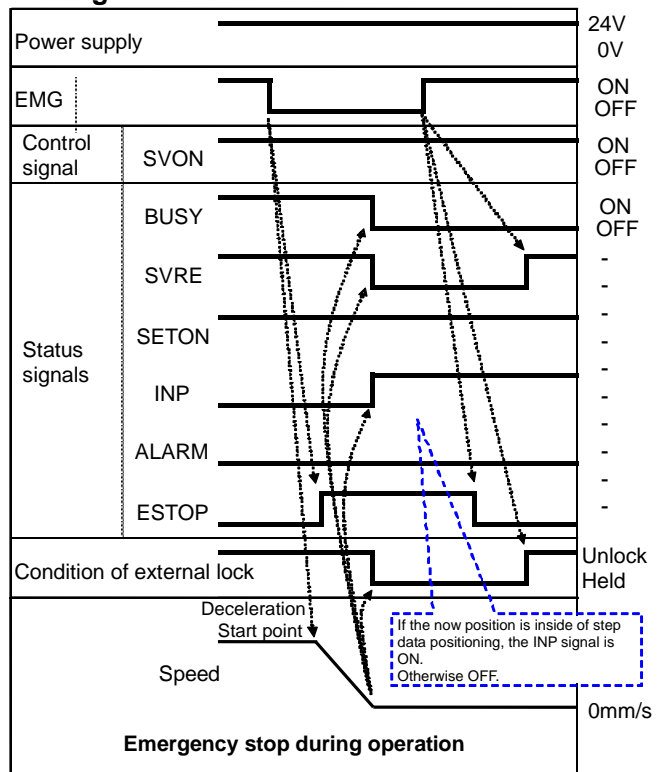 24V
Power supply
0V
EMG
ON
OFF
Control
signal
SVON
ON
OFF
BUSY
ON
OFF
SVRE
-
-
SETON
-
-
Status
signals
INP
-
-
ALARM
-
-
ESTOP
-
-
Condition of external lock
Unlock
Held
Deceleration
Start point
If the now position is inside of step
data positioning, the INP signal is
ON.
Otherwise OFF.
Speed
0mm/s
Emergency stop during operation